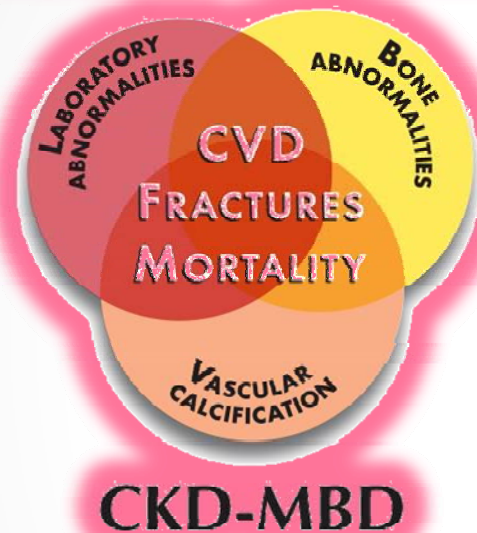 LABORATORY
ABNORMALITIES
BONE
ABNORMALITIES
CVD
FRACTURES
MORTALITY
VASCULAR
CALCIFICATION
CKD-MBD